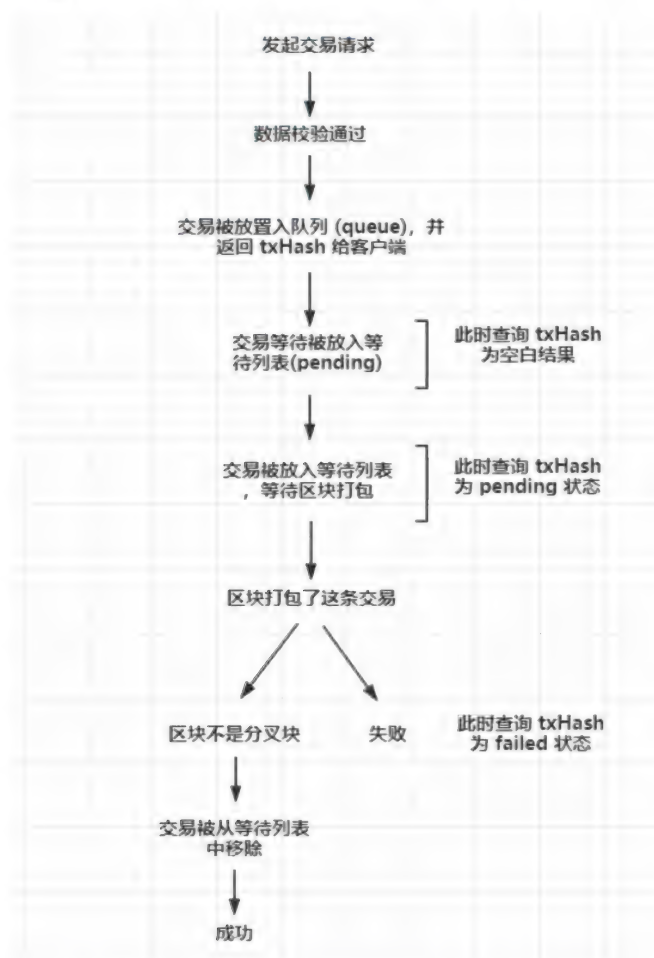 发起交易请求
数据校验通过
交易被放置入队列 (queue)，并
返回 txHash 给客户端
交易等待被放入等
待列表(pending)
此时查询 txHash
为空白结果
交易被放入等待列表
，等待区块打包
此时查询 txHash
为 pending 状态
区块打包了这条交易
区块不是分叉块
失败
此时查询 txHash
为 failed 状态
交易被从等待列表
中移除
成功